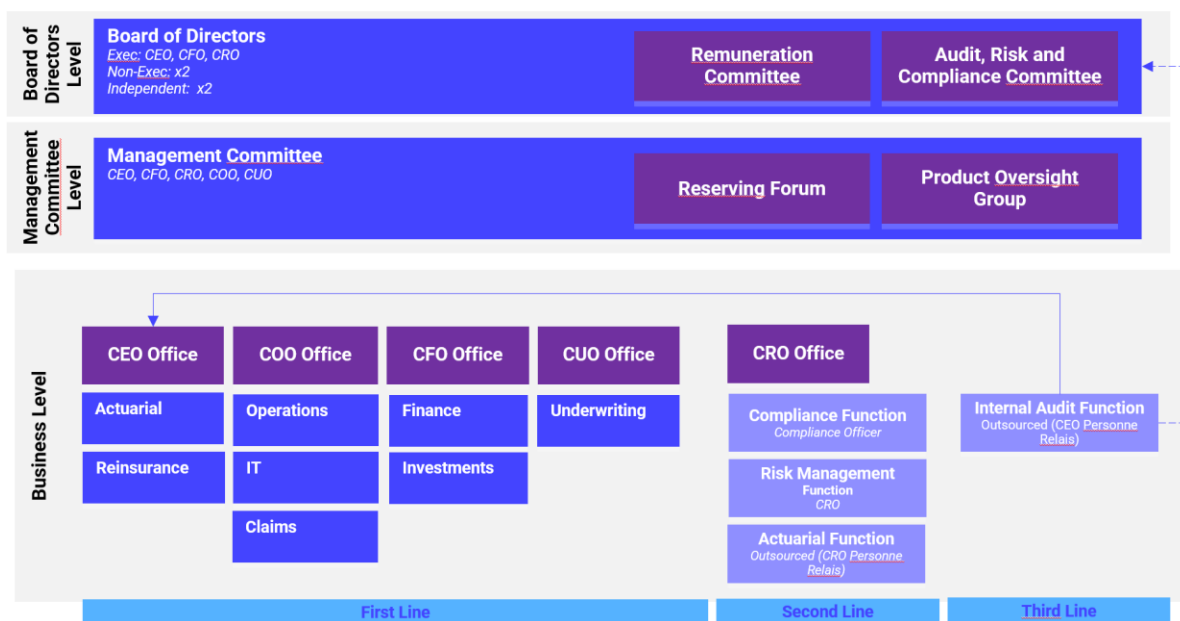 Board of
Directors
Level
Board of Directors
Exec: CEO, CFO, CRO
Non-Exec: x2
Independent: x2
Remuneration
Committee
Audit, Risk and
Compliance Committee
Management
Committee
Level
Management Committee
CEO, CFO, CRO, COO, CUO
Reserving Forum
Product Oversight
Group
Business Level
CEO Office
COO Office
CFO Office
CUO Office
CRO Office
Actuarial
Operations
Finance
Underwriting
Compliance Function
Compliance Officer
Internal Audit Function
Outsourced (CEO Personne
Relais)
Reinsurance
IT
Investments
Risk Management
Function
CRO
Claims
Actuarial Function
Outsourced (CRO Personne
Relais)
First Line
Second Line
Third Line